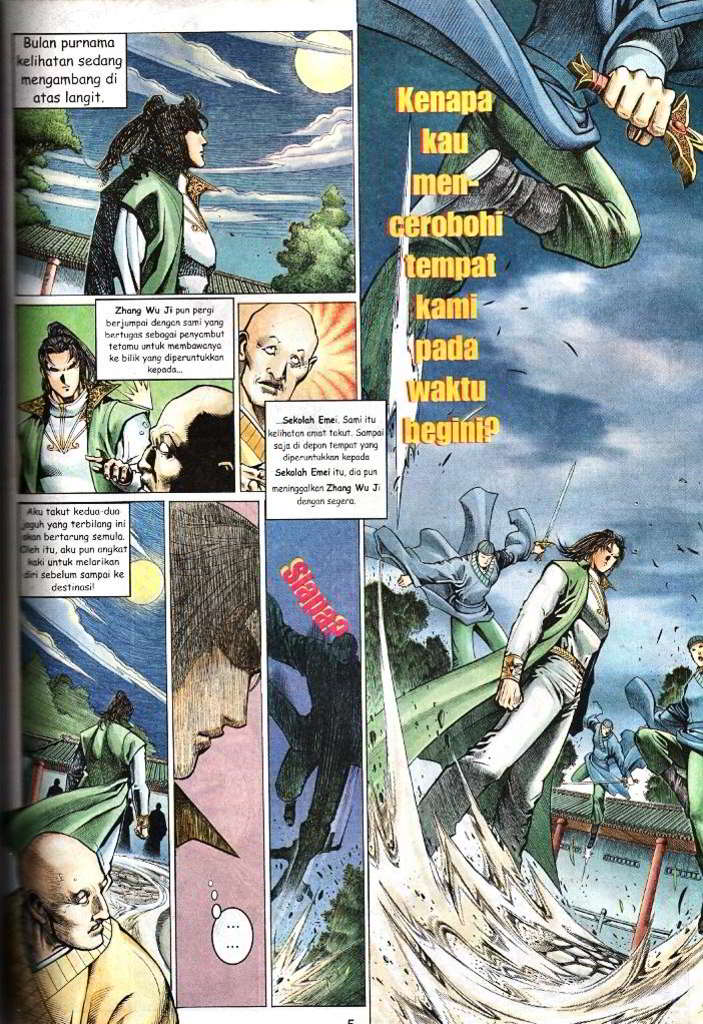 Bulan purnama
kelihatan sedang
mengambang di
atas langit.
Zhang Wu Ji pun pergi
berjumpai dengan sami yang
bertugas sebagai penyambut
tetamu untuk membawanya
ke bilik yang diperuntukkan
kepada...
...Sekolah Emei. Sami itu
kelihatan amat takut. Sampai
saja di depan tempat yang
diperuntukkan kepada
Sekolah Emei itu, dia pun
meninggalkan Zhang Wu Ji
dengan segera.
Aku takut kedua-dua
jaguh yang terbilang ini
akan bertarung semula.
Oleh itu, aku pun angkat
kaki untuk melarikan
diri sebelum sampai ke
destinasi!
...
...
Siapa?
Kenapa
kau
men-
cerobohi
tempat
kami
pada
waktu
begini?
5